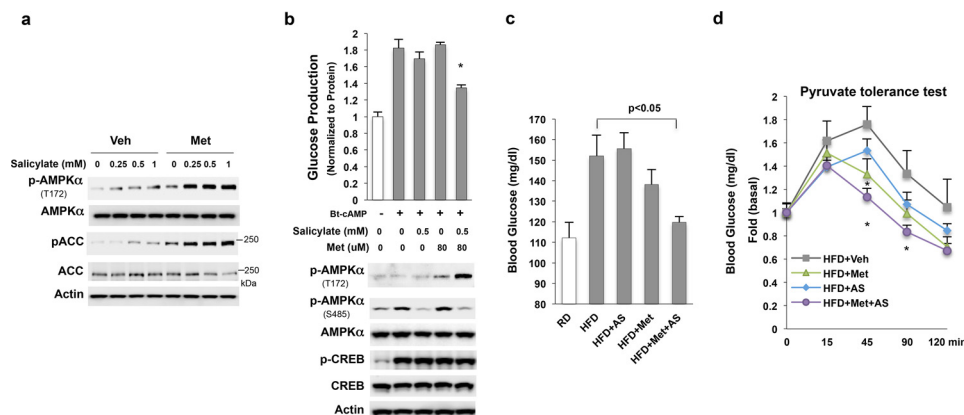 a
Veh Met
Salicylate (mM) 0 0.25 0.5 1 0 0.25 0.5 1
p-AMPKα
(T172)
AMPKα
pACC
250
ACC
250
kDa
Actin
b
Glucose Production
(Normalized to Protein)
2
1.8
1.6
1.4
1.2
1
0.8
0.6
0.4
0.2
0
*
Bt-cAMP - + + + +
Salicylate (mM) 0 0 0.5 0 0.5
Met (uM) 0 0 0 80 80
p-AMPKα
(T172)
p-AMPKα
(S485)
AMPKα
p-CREB
CREB
Actin
c
p<0.05
Blood Glucose (mg/dl)
170
160
150
140
130
120
110
100
90
80
RD
HFD
HFD+AS
HFD+Met
HFD+Met+AS
d
Pyruvate tolerance test
Blood Glucose (mg/dl)
Fold (basal)
2
1.8
1.6
1.4
1.2
1
0.8
0.6
0.4
0.2
0
*
*
*
HFD+Veh
HFD+Met
HFD+AS
HFD+Met+AS
0 15 45 90 120 min